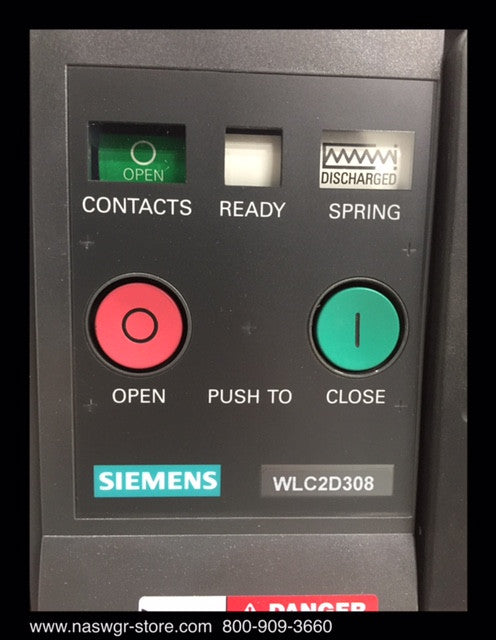 O
OPEN
DISCHARGED
CONTACTS READY SPRING
O I
OPEN PUSH TO CLOSE
SIEMENS WLC2D308
DANGER
www.naswgr-store.com 800-909-3660